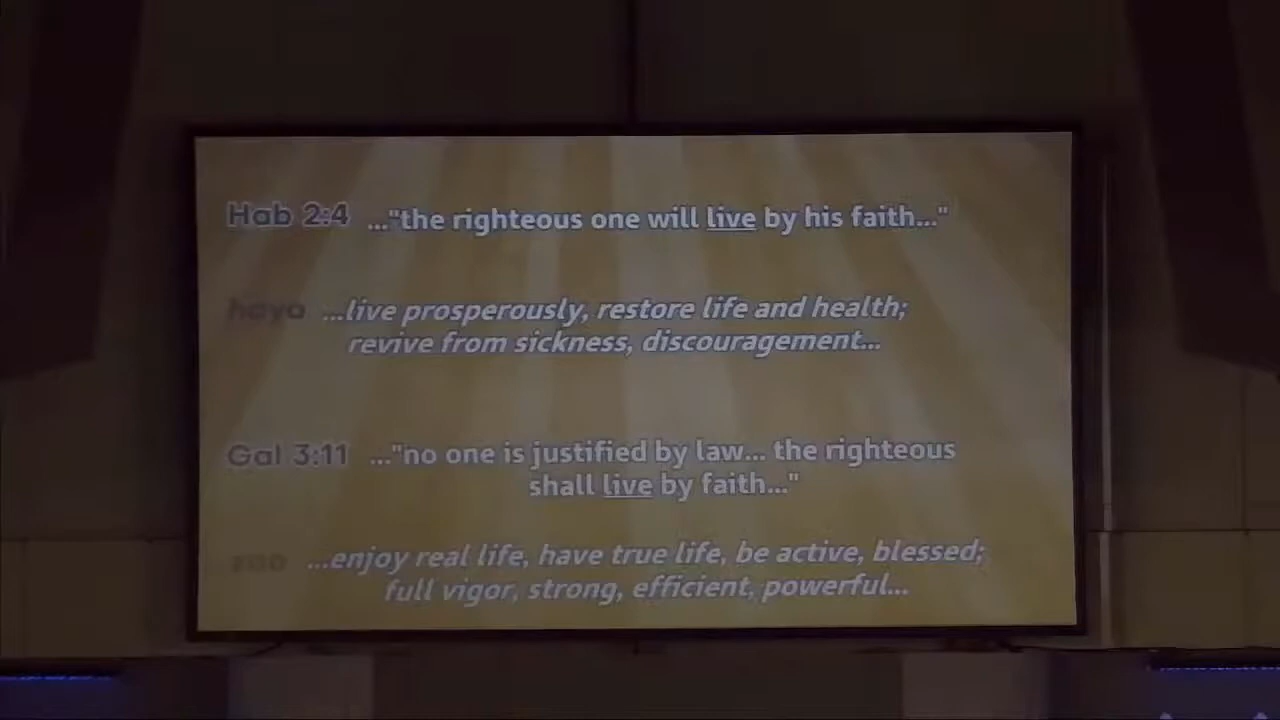 Hab 2:4 ..."the righteous one will live by his faith..."
haya ...live prosperously, restore life and health;
revive from sickness, discouragement...
Gal 3:11 ..."no one is justified by law... the righteous
shall live by faith..."
zao ...enjoy real life, have true life, be active, blessed;
full vigor, strong, efficient, powerful...